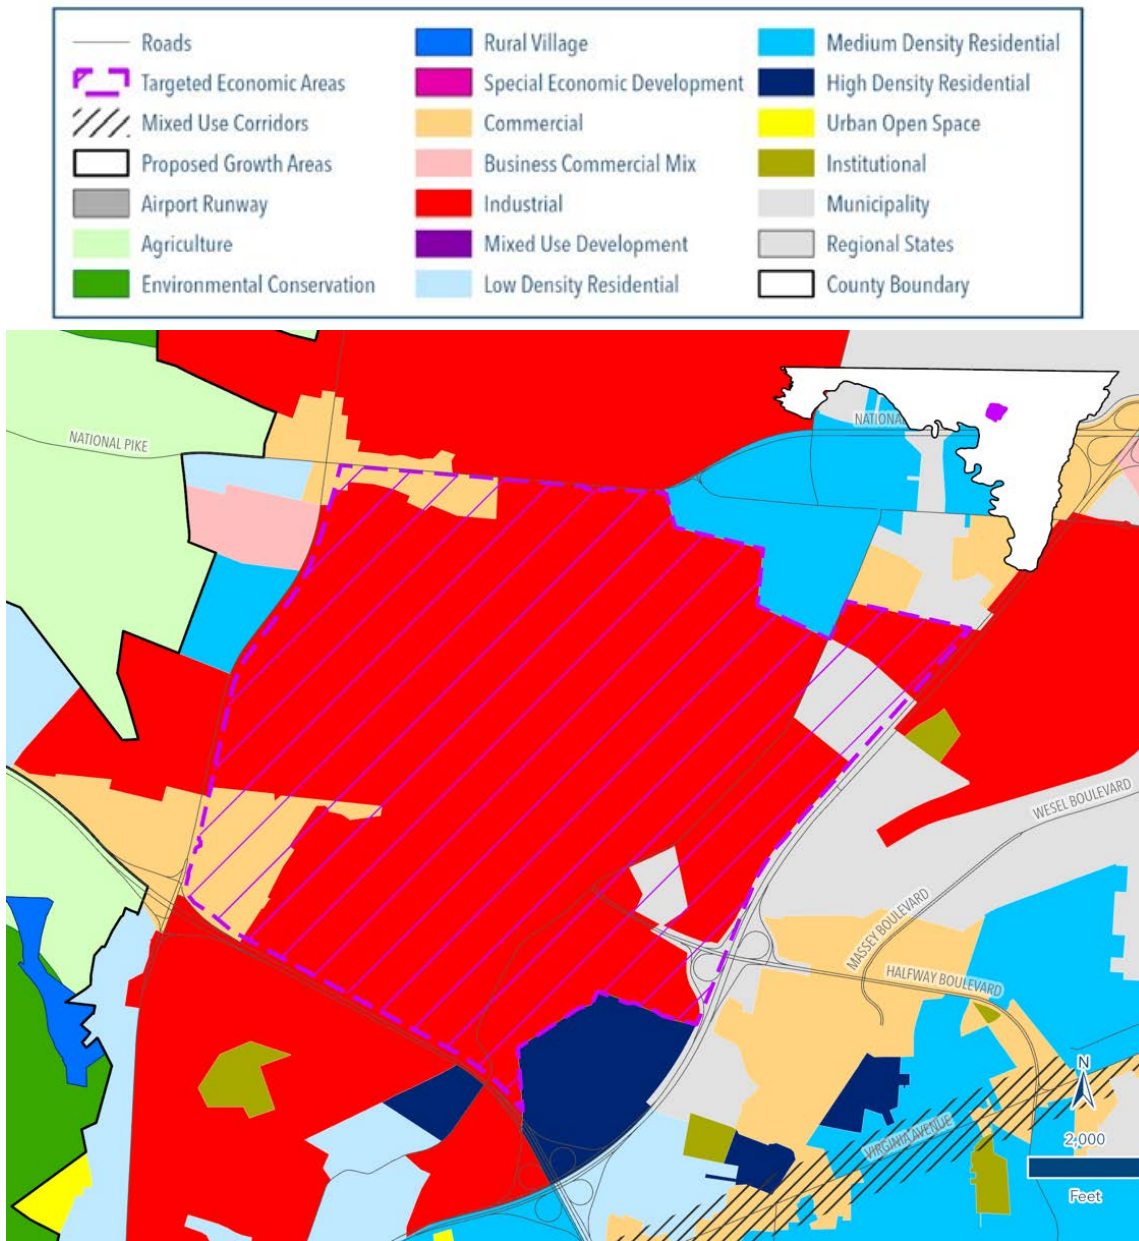 Roads
Targeted Economic Areas
Mixed Use Corridors
Proposed Growth Areas
Airport Runway
Agriculture
Environmental Conservation
Rural Village
Special Economic Development
Commercial
Business Commercial Mix
Industrial
Mixed Use Development
Low Density Residential
Medium Density Residential
High Density Residential
Urban Open Space
Institutional
Municipality
Regional States
County Boundary
NATIONAL PIKE
NATIONAL
WESEL BOULEVARD
MASSEY BOULEVARD
HALFWAY BOULEVARD
VIRGINIA AVENUE
N
2,000
Feet